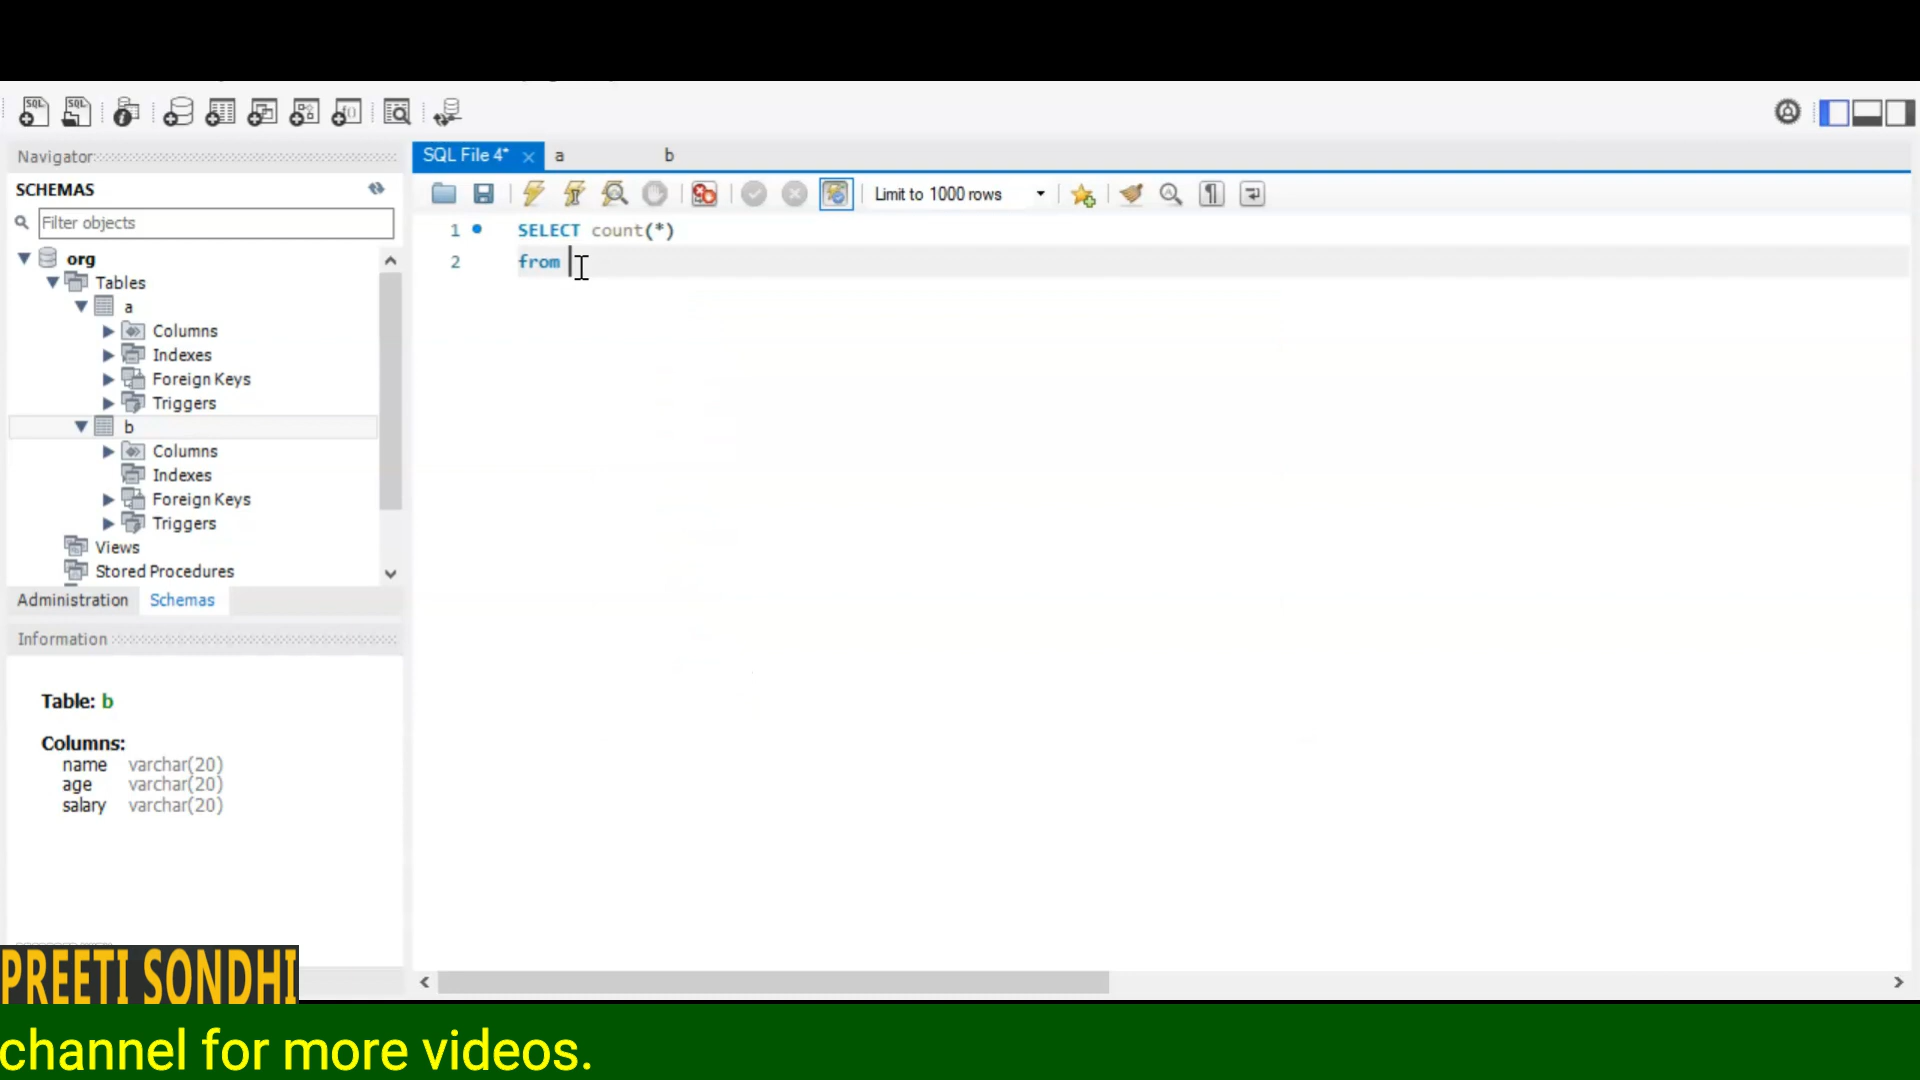 Navigator
SCHEMAS
Filter objects
org
Tables
a
Columns
Indexes
Foreign Keys
Triggers
b
Columns
Indexes
Foreign Keys
Triggers
Views
Stored Procedures
Administration Schemas
Information
Table: b
Columns:
name varchar(20)
age varchar(20)
salary varchar(20)
SQL File 4* a b
Limit to 1000 rows
1 SELECT count(*)
2 from
PREETI SONDHI
channel for more videos.